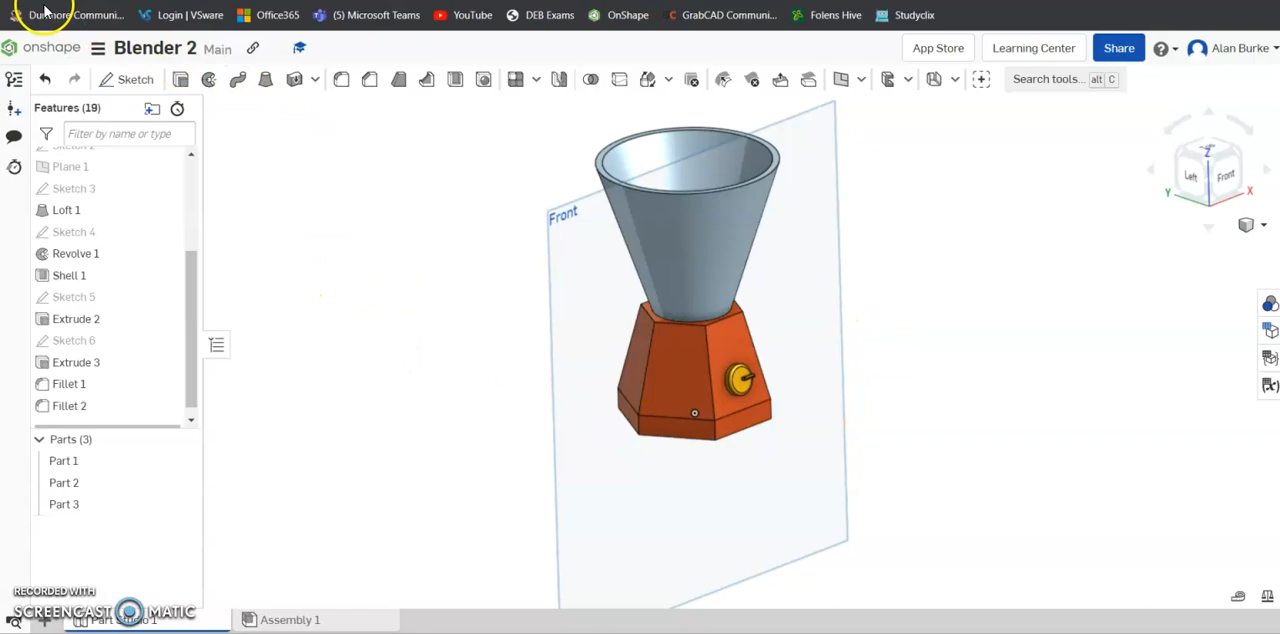 Dunmore Communi... Login | VSware Office365 (5) Microsoft Teams YouTube DEB Exams OnShape GrabCAD Communi... Folens Hive Studyclix
onshape Blender 2 Main App Store Learning Center Share Alan Burke
Sketch Search tools... alt C
Features (19)
Filter by name or type
Plane 1
Sketch 3
Loft 1
Sketch 4
Revolve 1
Shell 1
Sketch 5
Extrude 2
Sketch 6
Extrude 3
Fillet 1
Fillet 2
Parts (3)
Part 1
Part 2
Part 3
Front
Z
Left Front
Y X
RECORDED WITH
SCREENCAST MATIC
Part Studio 1 Assembly 1